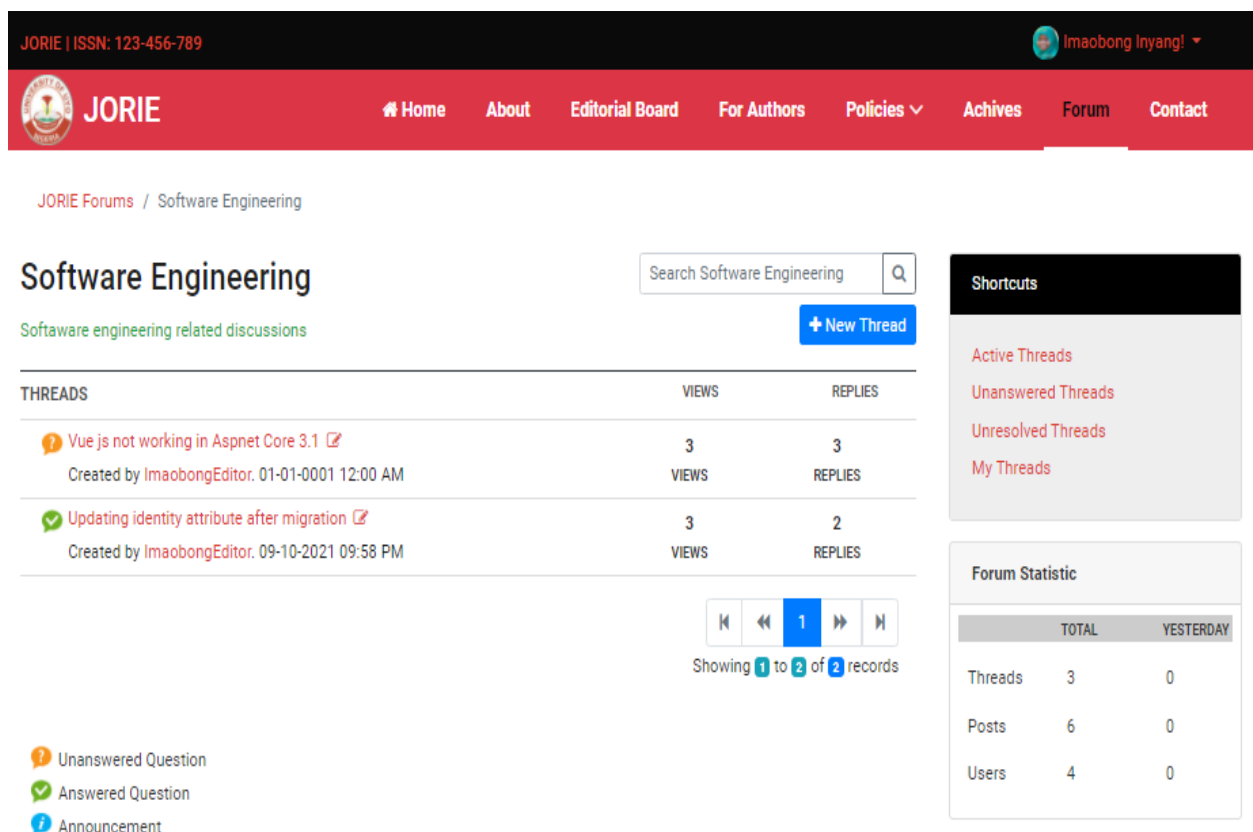 JORIE | ISSN: 123-456-789
Imaobong Inyang!
JORIE
Home About Editorial Board For Authors Policies Achives Forum Contact
JORIE Forums / Software Engineering
Software Engineering
Search Software Engineering
Softaware engineering related discussions
New Thread
THREADS VIEWS REPLIES
Vue js not working in Aspnet Core 3.1 3 3
Created by ImaobongEditor. 01-01-0001 12:00 AM VIEWS REPLIES
Updating identity attribute after migration 3 2
Created by ImaobongEditor. 09-10-2021 09:58 PM VIEWS REPLIES
1
Showing 1 to 2 of 2 records
Unanswered Question
Answered Question
Announcement
Shortcuts
Active Threads
Unanswered Threads
Unresolved Threads
My Threads
Forum Statistic
TOTAL YESTERDAY
Threads 3 0
Posts 6 0
Users 4 0